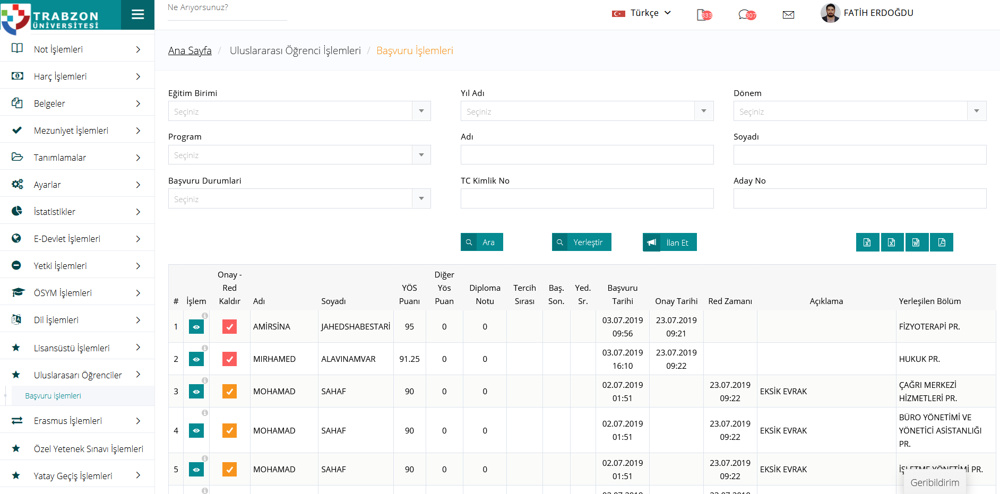 TRABZON
ÜNİVERSİTESİ
Ne Arıyorsunuz?
Türkçe
333
307
FATİH ERDOĞDU
Not İşlemleri
Harç İşlemleri
Belgeler
Mezuniyet İşlemleri
Tanımlamalar
Ayarlar
İstatistikler
E-Devlet İşlemleri
Yetki İşlemleri
ÖSYM İşlemleri
Dil İşlemleri
Lisansüstü İşlemleri
Uluslarasarı Öğrenciler
Başvuru İşlemleri
Erasmus İşlemleri
Özel Yetenek Sınavı İşlemleri
Yatay Geçiş İşlemleri
Ana Sayfa / Uluslararası Öğrenci İşlemleri / Başvuru İşlemleri
Eğitim Birimi Yıl Adı Dönem
Seçiniz Seçiniz Seçiniz
Program Adı Soyadı
Seçiniz
Başvuru Durumlari TC Kimlik No Aday No
Seçiniz
Ara Yerleştir İlan Et
Onay - Diğer
Red YÖS Yös Diploma Tercih Baş. Yed. Başvuru
# İşlem Kaldır Adı Soyadı Puanı Puan Notu Sırası Son. Sr. Tarihi Onay Tarihi Red Zamanı Açıklama Yerleşilen Bölüm
03.07.2019 23.07.2019
1 AMİRSİNA JAHEDSHABESTARİ 95 0 0 FİZYOTERAPİ PR.
09:56 09:21
03.07.2019 23.07.2019
2 MIRHAMED ALAVINAMVAR 91.25 0 0 HUKUK PR.
16:10 09:22
02.07.2019 23.07.2019 ÇAĞRI MERKEZİ
3 MOHAMAD SAHAF 90 0 0 EKSİK EVRAK
01:51 09:22 HİZMETLERİ PR.
BÜRO YÖNETİMİ VE
02.07.2019 23.07.2019
4 MOHAMAD SAHAF 90 0 0 EKSİK EVRAK YÖNETİCİ ASİSTANLIĞI
01:51 09:22
PR.
02.07.2019 23.07.2019
5 MOHAMAD SAHAF 90 0 0 EKSİK EVRAK İŞLETME YÖNETİMİ PR.
01:51 09:22
Geribildirim